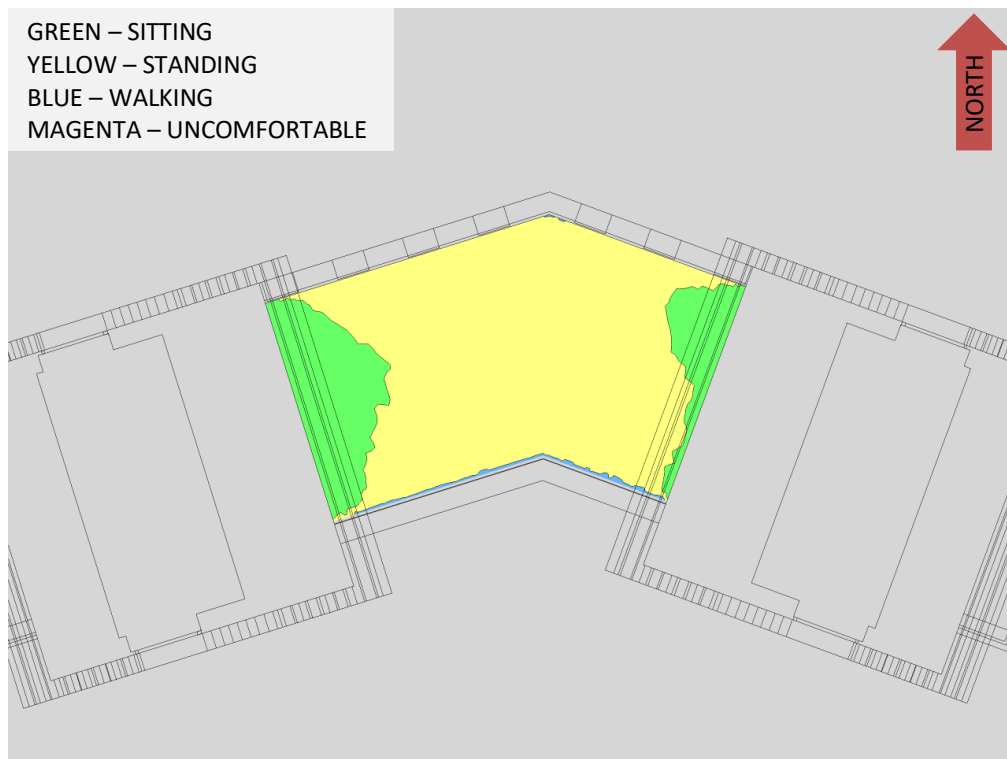 GREEN – SITTING
YELLOW – STANDING
BLUE – WALKING
MAGENTA – UNCOMFORTABLE
NORTH